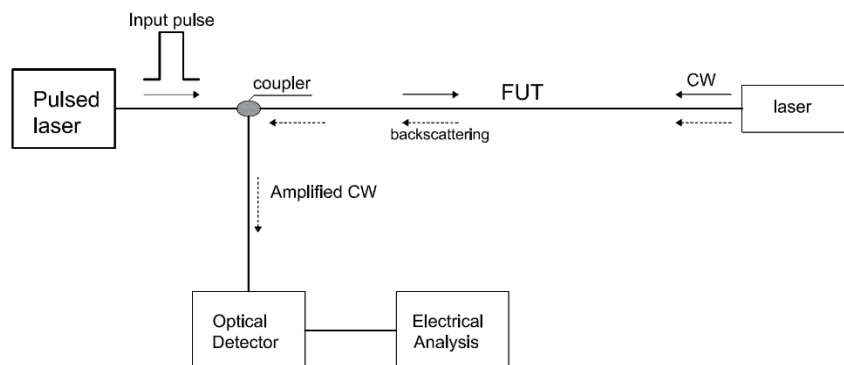 Input pulse
Pulsed
laser
coupler
FUT
CW
laser
backscattering
Amplified CW
Optical
Detector
Electrical
Analysis